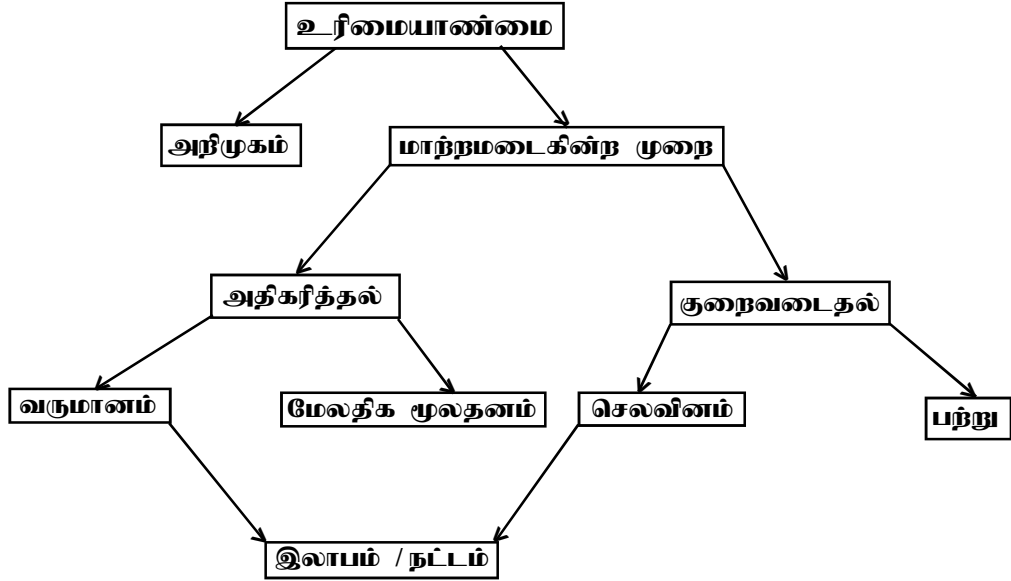 உரிமையாண்மை
அறிமுகம்
மாற்றமடைகின்ற முறை
அதிகரித்தல்
குறைவடைதல்
வருமானம்
மேலதிக மூலதனம்
செலவினம்
பற்று
இலாபம் / நட்டம்